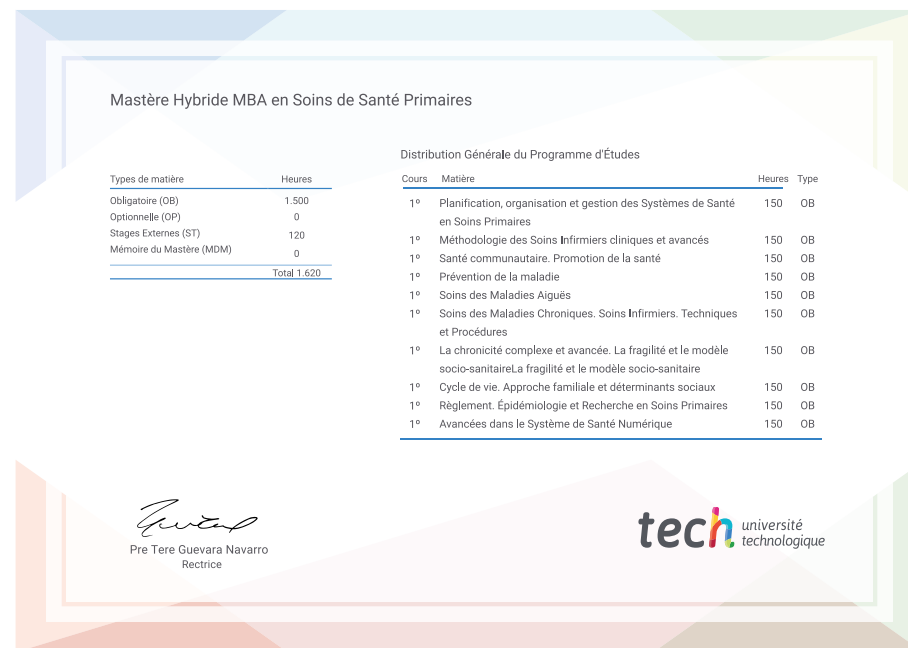 Mastère Hybride MBA en Soins de Santé Primaires
Types de matière Heures
Obligatoire (OB) 1.500
Optionnelle (OP) 0
Stages Externes (ST) 120
Mémoire du Mastère (MDM) 0
Total 1.620
Distribution Générale du Programme d'Études
Cours Matière Heures Type
1º Planification, organisation et gestion des Systèmes de Santé 150 OB
en Soins Primaires
1º Méthodologie des Soins Infirmiers cliniques et avancés 150 OB
1º Santé communautaire. Promotion de la santé 150 OB
1º Prévention de la maladie 150 OB
1º Soins des Maladies Aiguës 150 OB
1º Soins des Maladies Chroniques. Soins Infirmiers. Techniques 150 OB
et Procédures
1º La chronicité complexe et avancée. La fragilité et le modèle 150 OB
socio-sanitaireLa fragilité et le modèle socio-sanitaire
1º Cycle de vie. Approche familiale et déterminants sociaux 150 OB
1º Règlement. Épidémiologie et Recherche en Soins Primaires 150 OB
1º Avancées dans le Système de Santé Numérique 150 OB
Pre Tere Guevara Navarro
Rectrice
tech université
technologique